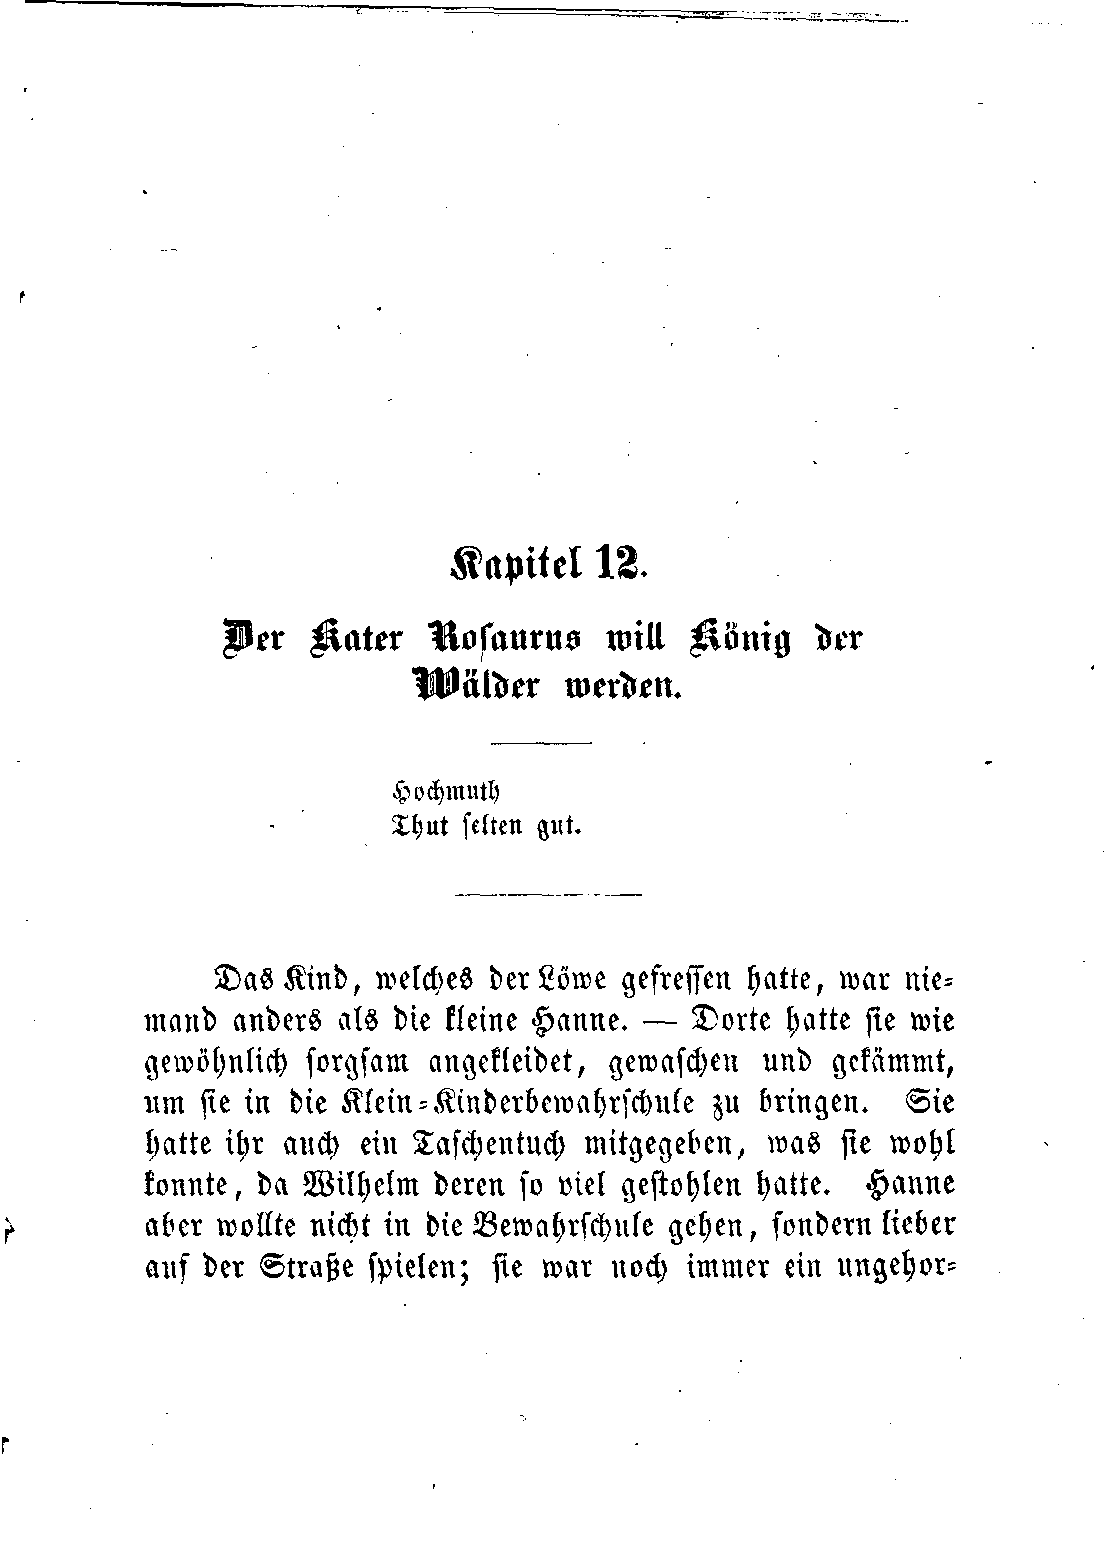 Kapitel 12.
Der Kater Rosaurus will König der
Wälder werden.
Hochmuth
Thut selten gut.
Das Kind, welches der Löwe gefressen hatte, war nie-
mand anders als die kleine Hanne. — Dorte hatte sie wie
gewöhnlich sorgsam angekleidet, gewaschen und gekämmt,
um sie in die Klein-Kinderbewahrschule zu bringen. Sie
hatte ihr auch ein Taschentuch mitgegeben, was sie wohl
konnte, da Wilhelm deren so viel gestohlen hatte. Hanne
aber wollte nicht in die Bewahrschule gehen, sondern lieber
auf der Straße spielen; sie war noch immer ein ungehor-